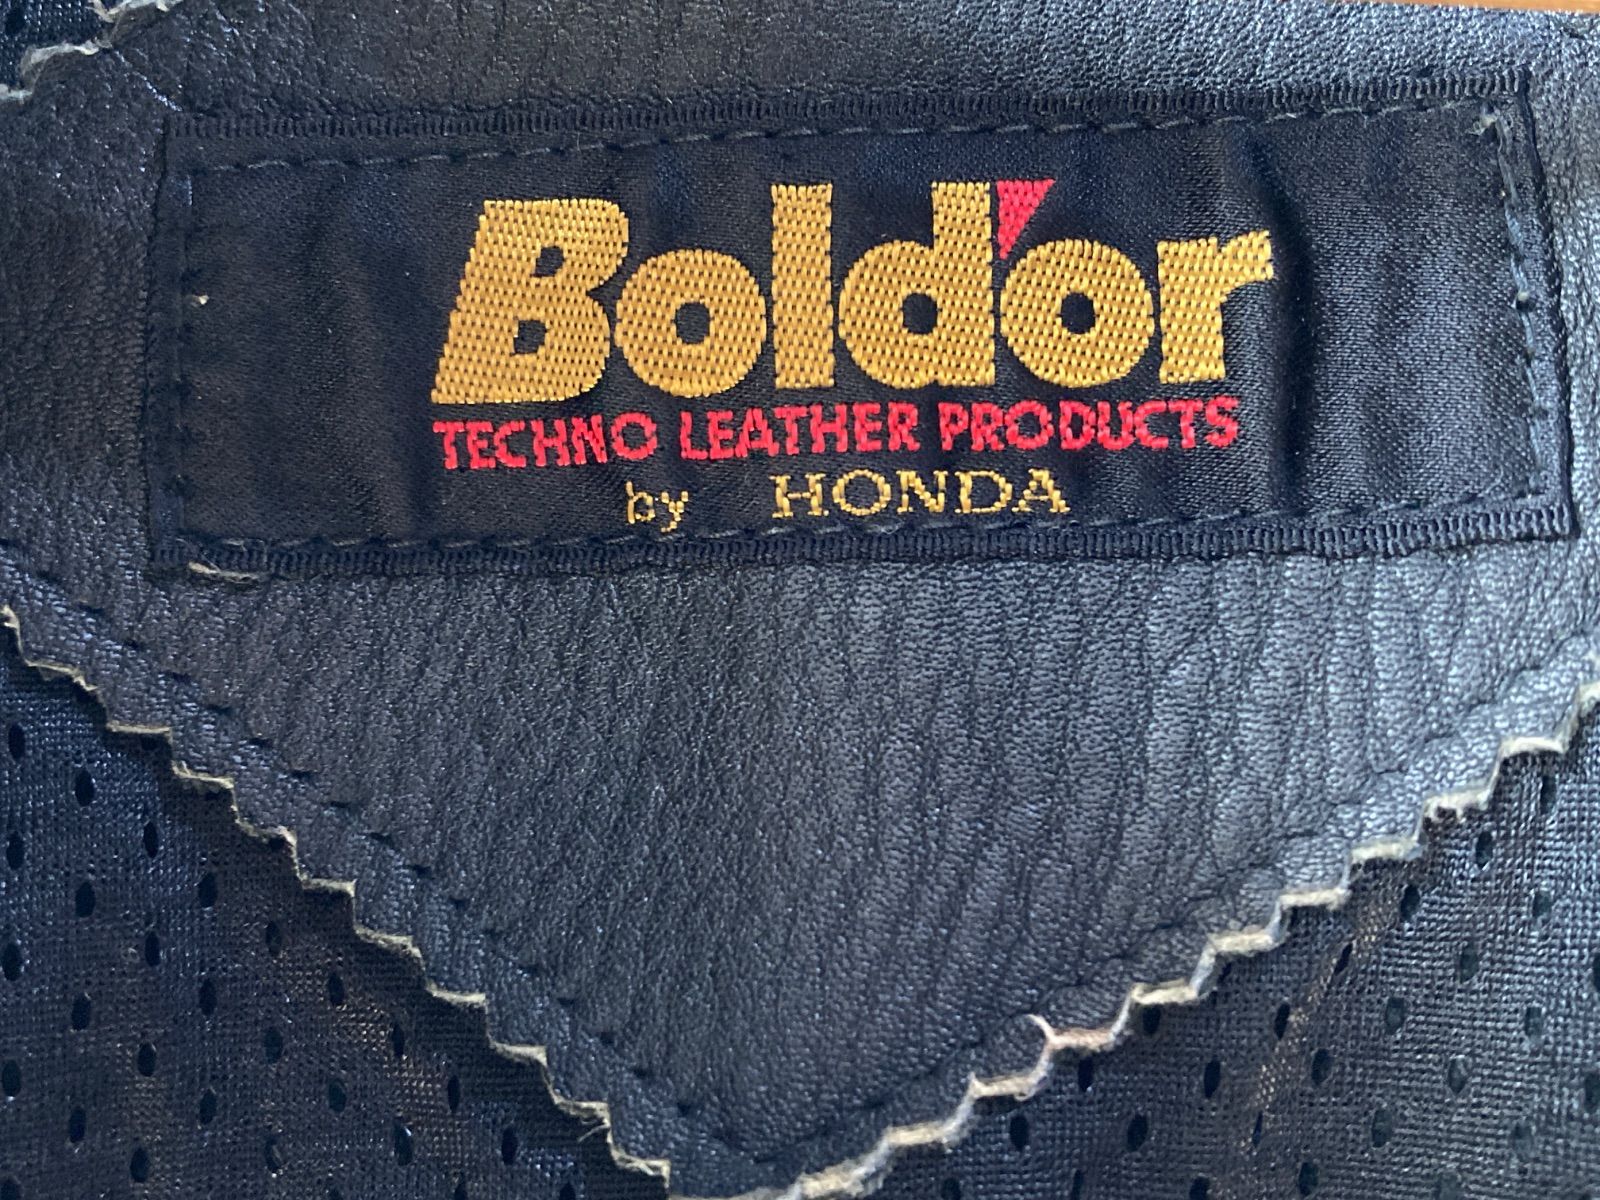 Bold'or
TECHNO LEATHER PRODUCTS
by HONDA